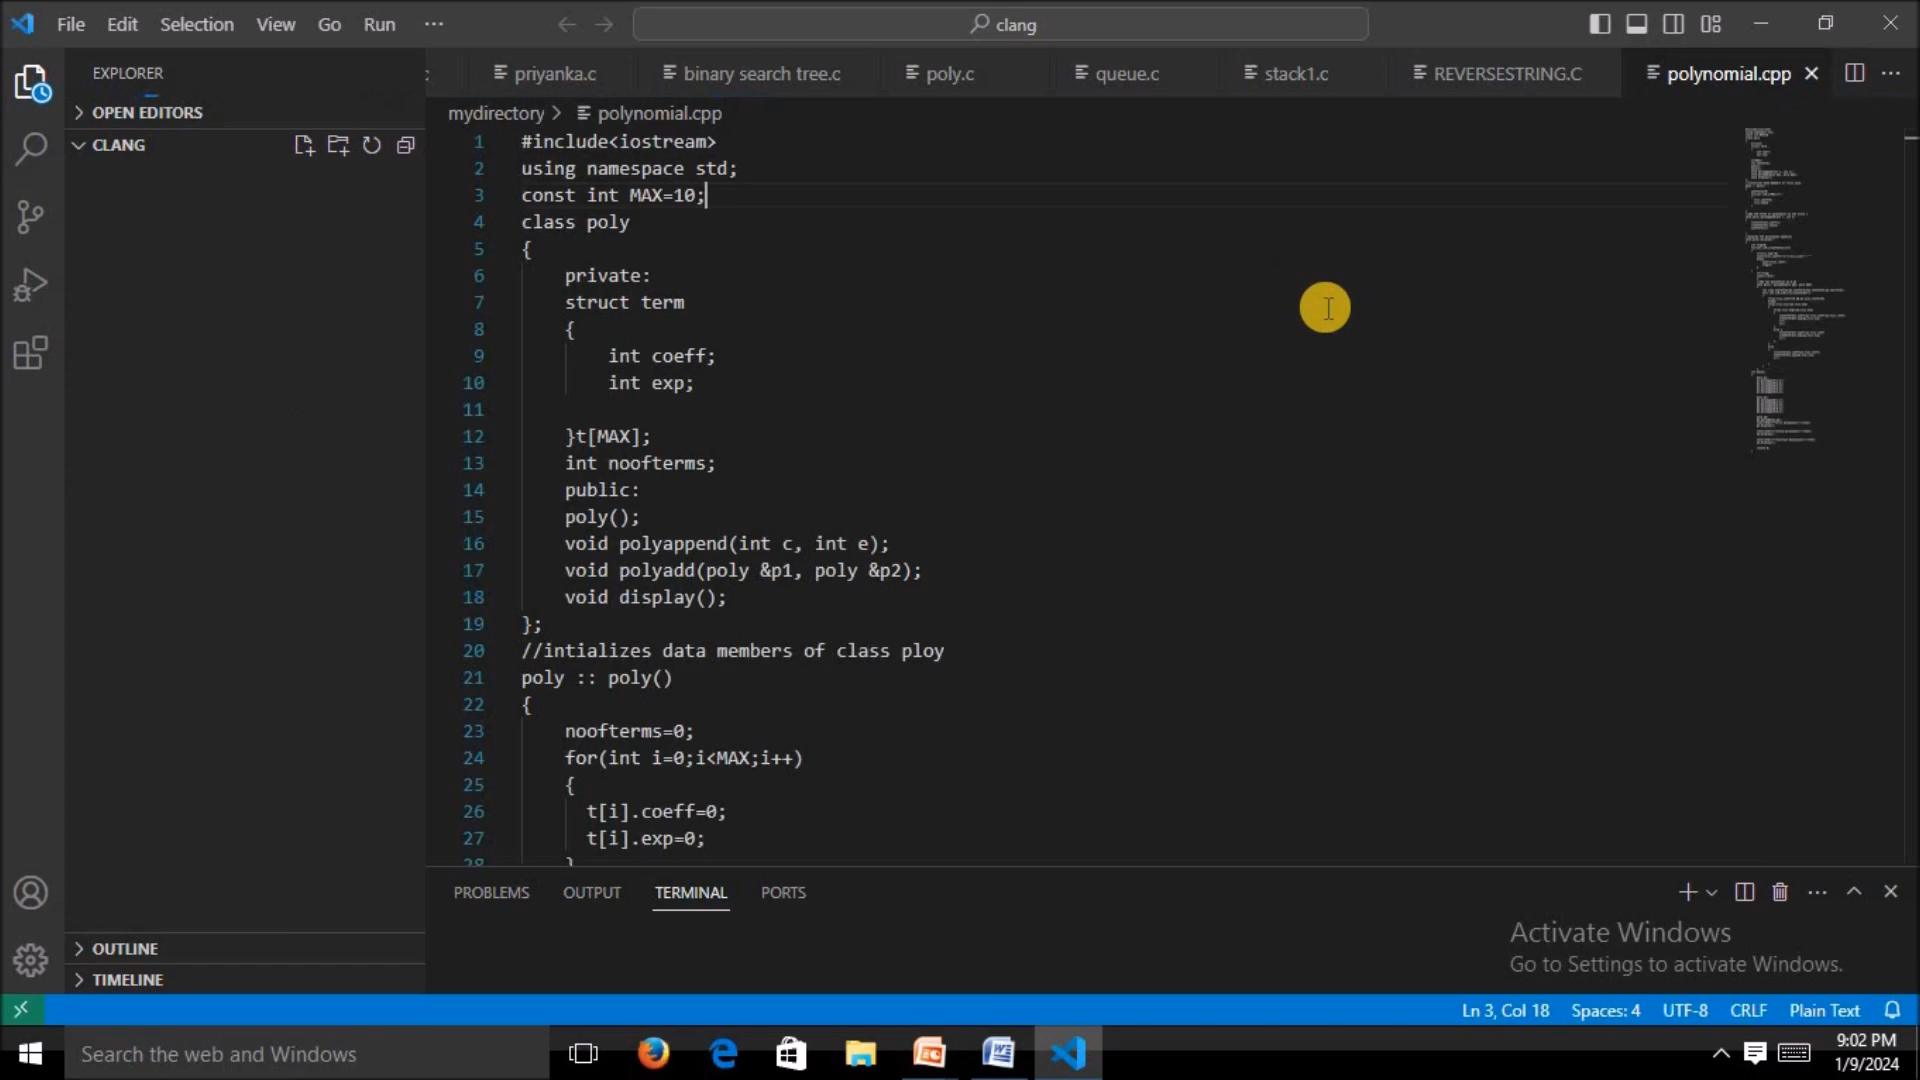 File Edit Selection View Go Run ···
clang
EXPLORER
priyanka.c binary search tree.c poly.c queue.c stack1.c REVERSESTRING.C polynomial.cpp
OPEN EDITORS
mydirectory > polynomial.cpp
CLANG
1 #include<iostream>
2 using namespace std;
3 const int MAX=10;
4 class poly
5 {
6 private:
7 struct term
8 {
9 int coeff;
10 int exp;
11
12 }t[MAX];
13 int noofterms;
14 public:
15 poly();
16 void polyappend(int c, int e);
17 void polyadd(poly &p1, poly &p2);
18 void display();
19 };
20 //intializes data members of class ploy
21 poly :: poly()
22 {
23 noofterms=0;
24 for(int i=0;i<MAX;i++)
25 {
26 t[i].coeff=0;
27 t[i].exp=0;
28 }
PROBLEMS OUTPUT TERMINAL PORTS
OUTLINE
TIMELINE
Activate Windows
Go to Settings to activate Windows.
Ln 3, Col 18 Spaces: 4 UTF-8 CRLF Plain Text
Search the web and Windows
9:02 PM
1/9/2024